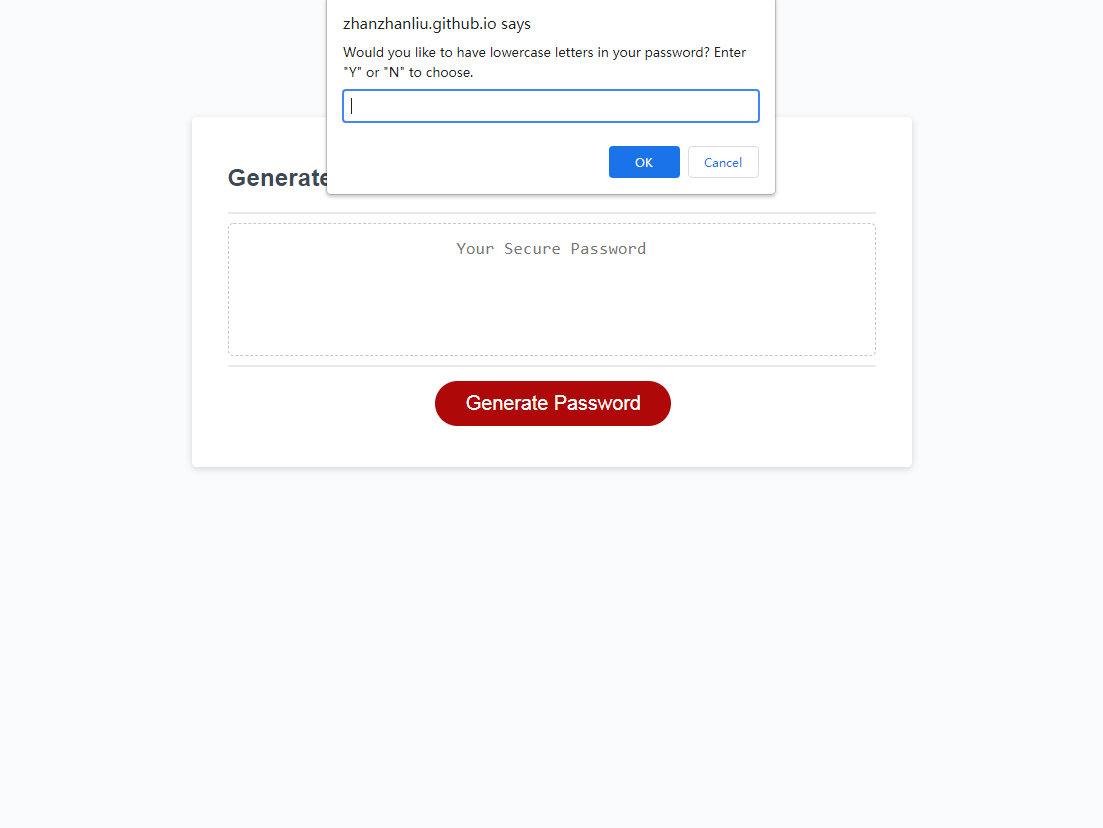 zhanzhanliu.github.io says
Would you like to have lowercase letters in your password? Enter
"Y" or "N" to choose.
OK
Cancel
Generate
Your Secure Password
Generate Password